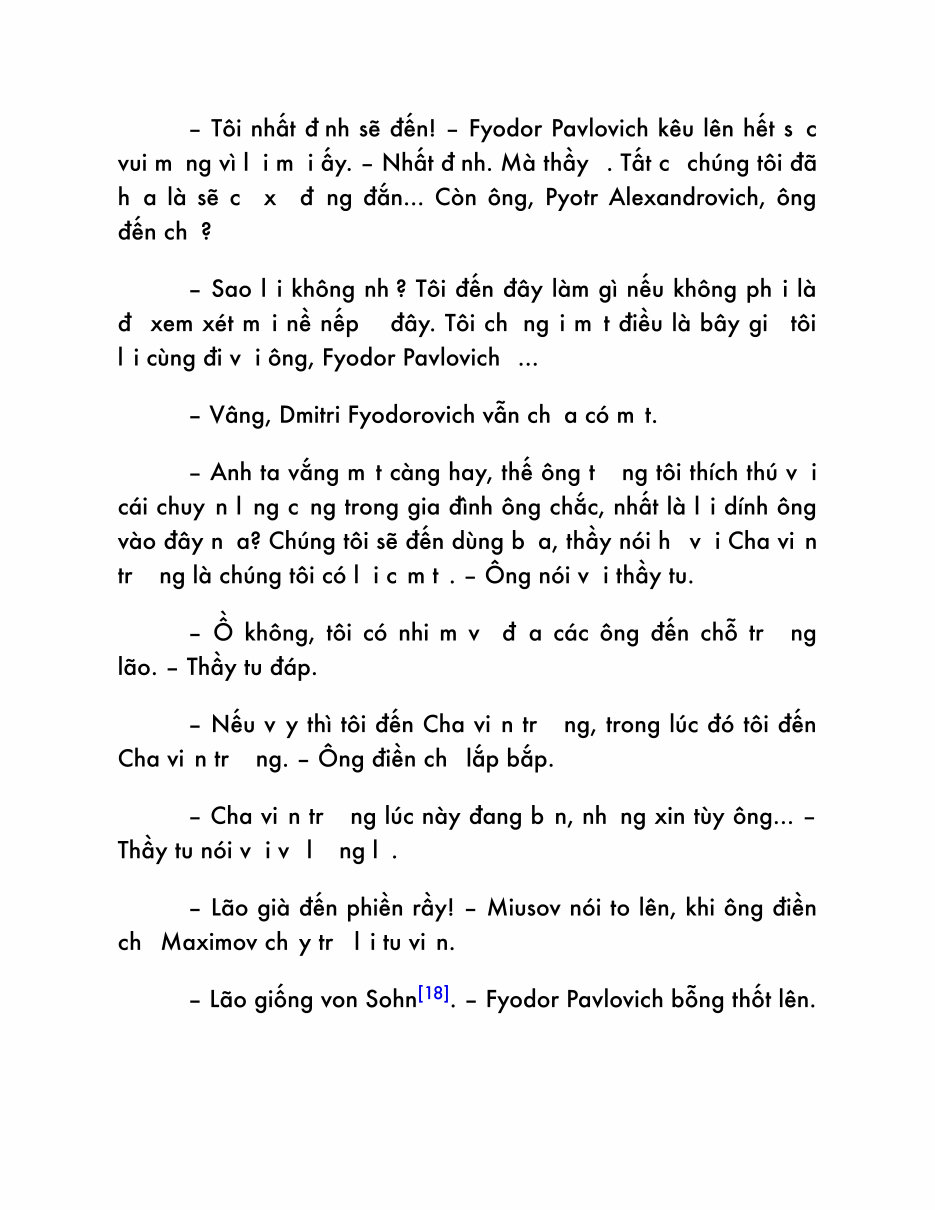 – Tôi nhất đ nh sẽ đến! – Fyodor Pavlovich kêu lên hết s c
vui m ng vì l i m i ấy. – Nhất đ nh. Mà thầy . Tất c chúng tôi đã
h a là sẽ c x đ ng đắn... Còn ông, Pyotr Alexandrovich, ông
đến ch ?
– Sao l i không nh ? Tôi đến đây làm gì nếu không ph i là
đ xem xét m i nề nếp đây. Tôi ch ng i m t điều là bây gi tôi
l i cùng đi v i ông, Fyodor Pavlovich ...
– Vâng, Dmitri Fyodorovich vẫn ch a có m t.
– Anh ta vắng m t càng hay, thế ông t ng tôi thích thú v i
cái chuy n l ng c ng trong gia đình ông chắc, nhất là l i dính ông
vào đây n a? Chúng tôi sẽ đến dùng b a, thầy nói h v i Cha vi n
tr ng là chúng tôi có l i c m t . – Ông nói v i thầy tu.
– Ồ không, tôi có nhi m v đ a các ông đến chỗ tr ng
lão. – Thầy tu đáp.
– Nếu v y thì tôi đến Cha vi n tr ng, trong lúc đó tôi đến
Cha vi n tr ng. – Ông điền ch lắp bắp.
– Cha vi n tr ng lúc này đang b n, nh ng xin tùy ông... –
Thầy tu nói v i v l ng l .
– Lão già đến phiền rầy! – Miusov nói to lên, khi ông điền
ch Maximov ch y tr l i tu vi n.
– Lão giống von Sohn[18]. – Fyodor Pavlovich bỗng thốt lên.